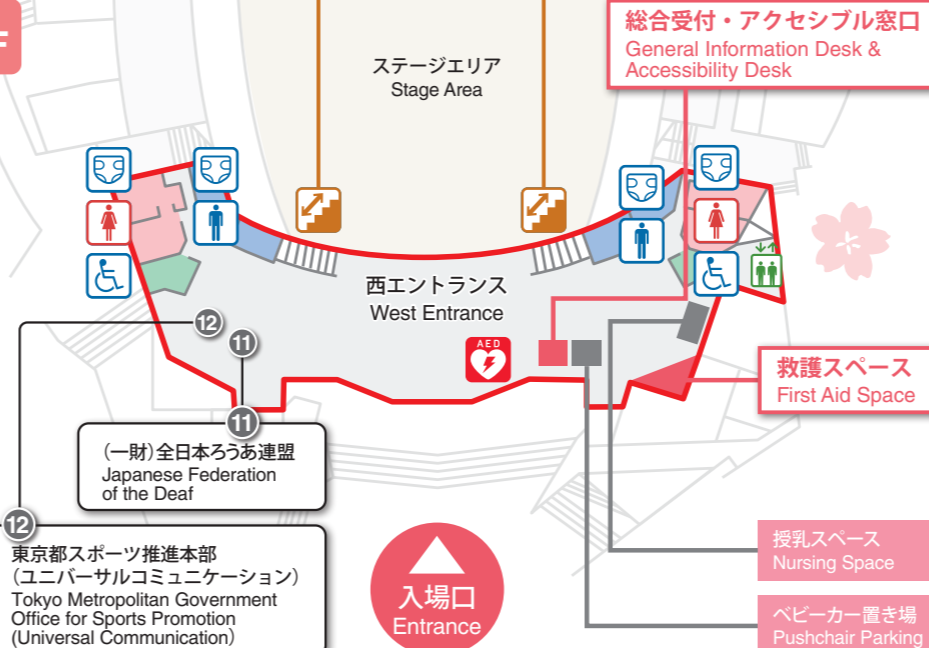 F
ステージエリア
Stage Area
総合受付・アクセシブル窓口
General Information Desk &
Accessibility Desk
西エントランス
West Entrance
AED
12
11
救護スペース
First Aid Space
11
（一財）全日本ろうあ連盟
Japanese Federation
of the Deaf
12
東京都スポーツ推進本部
（ユニバーサルコミュニケーション）
Tokyo Metropolitan Government
Office for Sports Promotion
(Universal Communication)
入場口
Entrance
授乳スペース
Nursing Space
ベビーカー置き場
Pushchair Parking